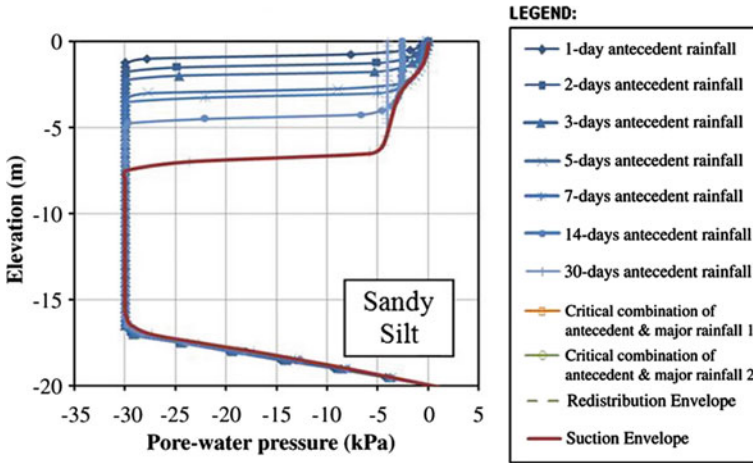 LEGEND:
0
-5
-10
-15
-20
Elevation (m)
-35 -30 -25 -20 -15 -10 -5 0 5
Pore-water pressure (kPa)
Sandy
Silt
1-day antecedent rainfall
2-days antecedent rainfall
3-days antecedent rainfall
5-days antecedent rainfall
7-days antecedent rainfall
14-days antecedent rainfall
30-days antecedent rainfall
Critical combination of
antecedent & major rainfall 1
Critical combination of
antecedent & major rainfall 2
Redistribution Envelope
Suction Envelope